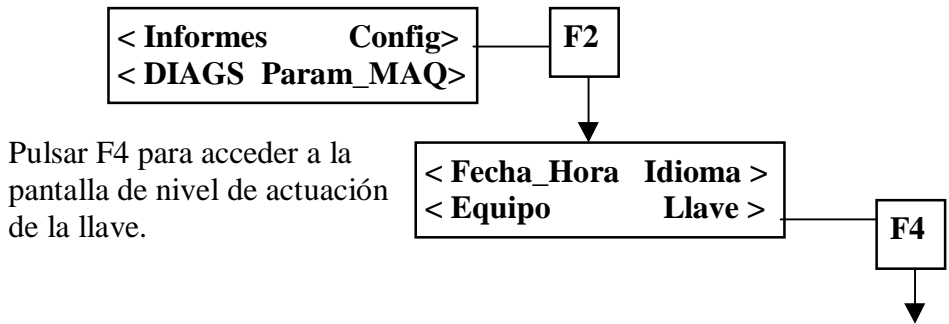 < Informes Config>
< DIAGS Param_MAQ>
F2
Pulsar F4 para acceder a la
pantalla de nivel de actuación
de la llave.
< Fecha_Hora Idioma >
< Equipo Llave >
F4